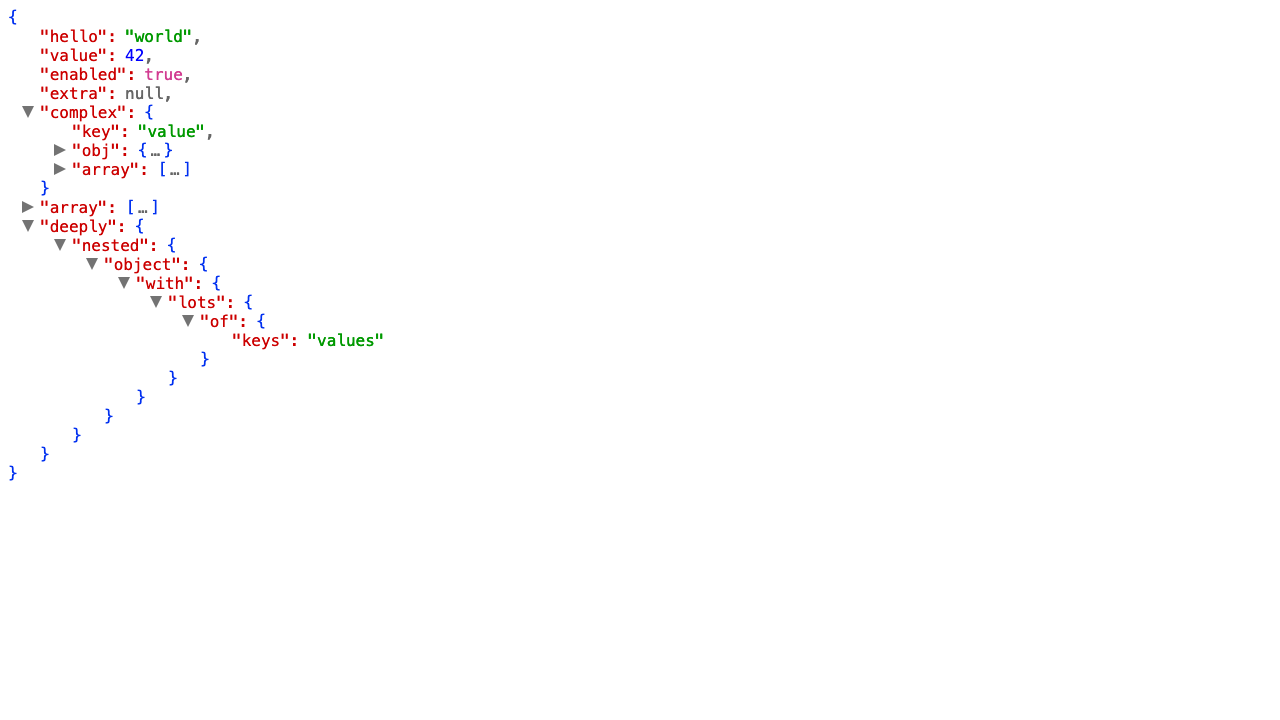 {
"hello": "world",
"value": 42,
"enabled": true,
"extra": null,
▼ "complex": {
"key": "value",
▶ "obj": {…}
▶ "array": […]
}
▶ "array": […]
▼ "deeply": {
▼ "nested": {
▼ "object": {
▼ "with": {
▼ "lots": {
▼ "of": {
"keys": "values"
}
}
}
}
}
}
}